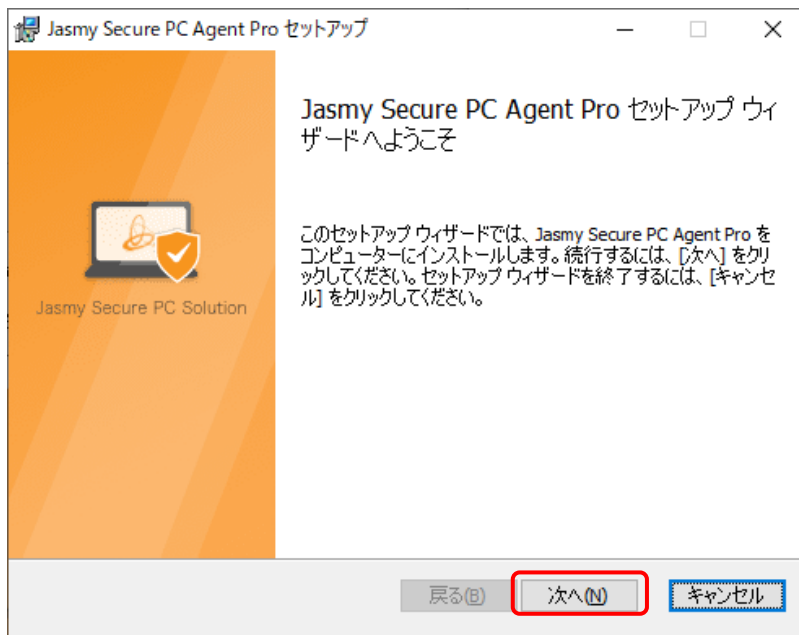 Jasmy Secure PC Agent Pro セットアップ
Jasmy Secure PC Agent Pro セットアップ ウィ
ザードへようこそ
このセットアップ ウィザードでは、Jasmy Secure PC Agent Pro を
コンピューターにインストールします。続行するには、[次へ] をクリ
ックしてください。セットアップ ウィザードを終了するには、[キャンセ
ル] をクリックしてください。
Jasmy Secure PC Solution
戻る(B)
次へ(N)
キャンセル